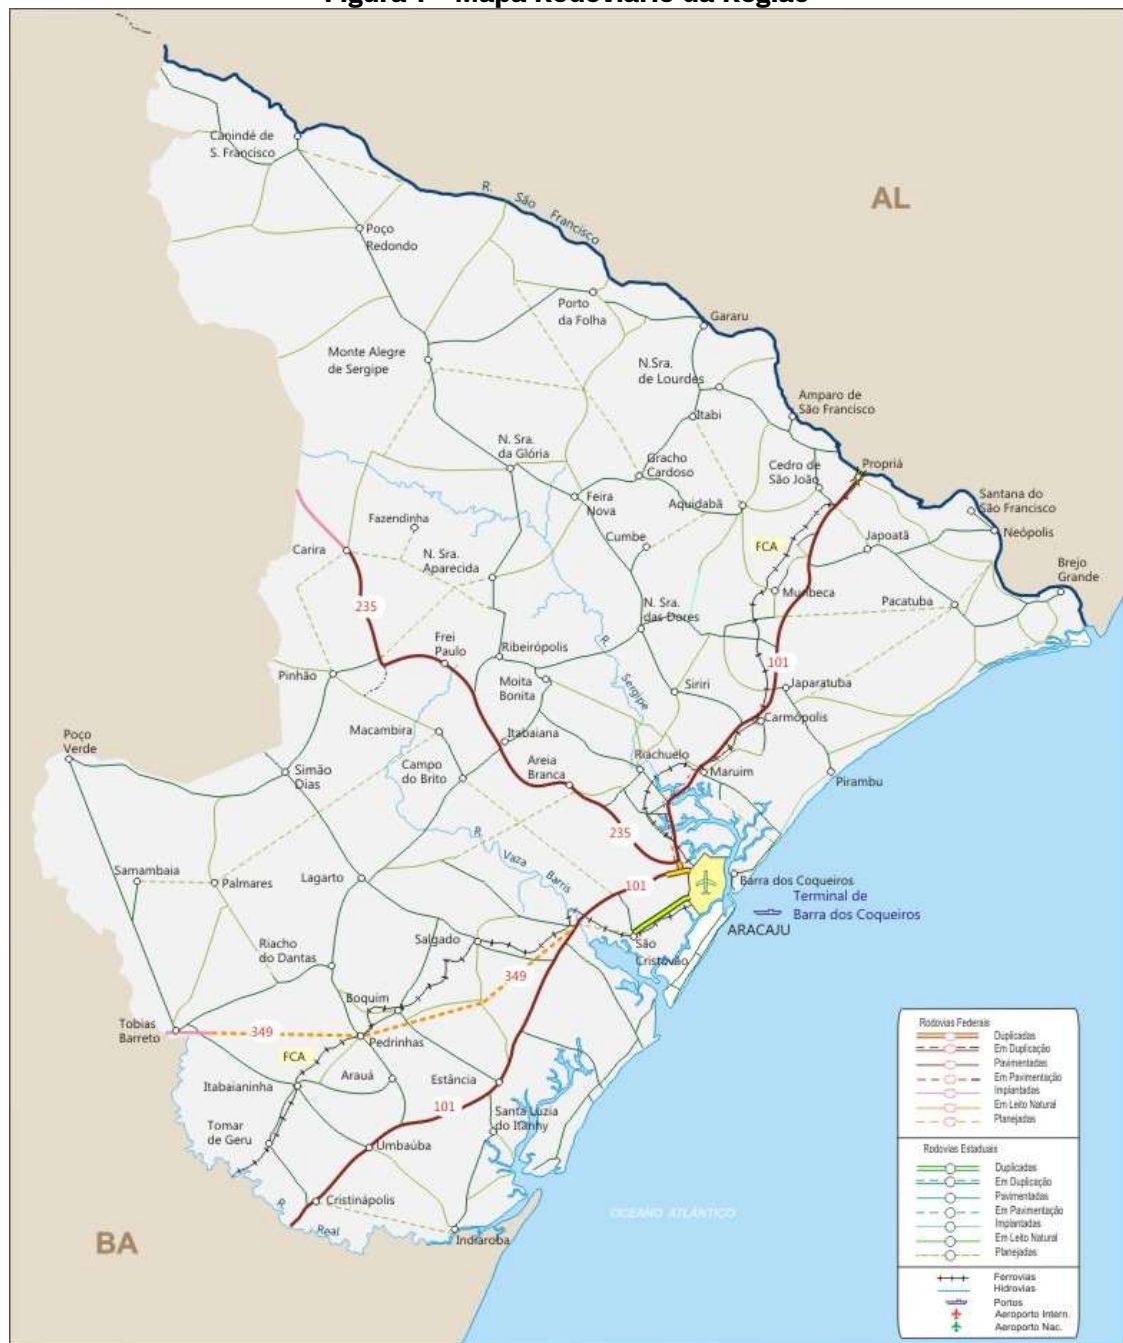 Figura 1 - Mapa Rodoviário da Região
Canindé de
S. Francisco
R. São Francisco
AL
Poço
Redondo
Porto
da Folha
Gararu
Monte Alegre
de Sergipe
N.Sra.
de Lourdes
Amparo de
São Francisco
Itabi
N. Sra.
da Glória
Gracho
Cardoso
Cedro de
São João
Propriá
Feira
Nova
Aquidabã
Santana do
São Francisco
Neópolis
Fazendinha
Cumbe
FCA
Japoatã
Carira
N. Sra.
Aparecida
Brejo
Grande
Muribeca
Pacatuba
235
N. Sra.
das Dores
Frei
Paulo
Ribeirópolis
R. Sergipe
101
Pinhão
Moita
Bonita
Siriri
Japaratuba
Carmópolis
Macambira
Itabaiana
Poço
Verde
Riachuelo
Simão
Dias
Campo
do Brito
Areia
Branca
Maruim
Pirambu
R. Vaza Barris
235
Samambaia
Palmares
Lagarto
101
Barra dos Coqueiros
Terminal de
Barra dos Coqueiros
ARACAJU
Salgado
São
Cristovão
Riacho
do Dantas
349
Boquim
Tobias
Barreto
349
Pedrinhas
FCA
Arauá
Estância
Itabaianinha
101
Santa Luzia
do Itanhy
Tomar
de Geru
Umbaúba
Cristinápolis
R. Real
Indiaroba
BA
OCEANO ATLÂNTICO
Rodovias Federais
Duplicadas
Em Duplicação
Pavimentadas
Em Pavimentação
Implantadas
Em Leito Natural
Planejadas
Rodovias Estaduais
Duplicadas
Em Duplicação
Pavimentadas
Em Pavimentação
Implantadas
Em Leito Natural
Planejadas
Ferrovias
Hidrovias
Portos
Aeroporto Intern.
Aeroporto Nac.